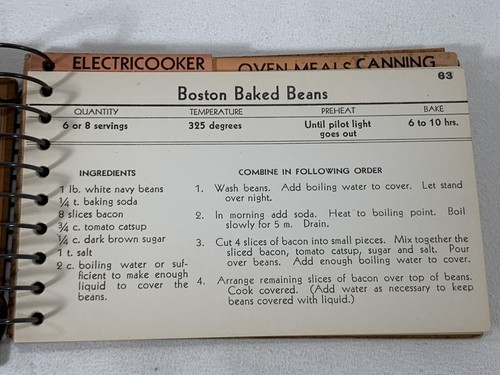 ELECTRICOOKER
OVEN MEALS CANNING
63
Boston Baked Beans
QUANTITY TEMPERATURE PREHEAT BAKE
6 or 8 servings 325 degrees Until pilot light 6 to 10 hrs.
goes out
INGREDIENTS
1 lb. white navy beans
¼ t. baking soda
8 slices bacon
¾ c. tomato catsup
¼ c. dark brown sugar
1 t. salt
2 c. boiling water or suf-
ficient to make enough
liquid to cover the
beans.
COMBINE IN FOLLOWING ORDER
1. Wash beans. Add boiling water to cover. Let stand
over night.
2. In morning add soda. Heat to boiling point. Boil
slowly for 5 m. Drain.
3. Cut 4 slices of bacon into small pieces. Mix together the
sliced bacon, tomato catsup, sugar and salt. Pour
over beans. Add enough boiling water to cover.
4. Arrange remaining slices of bacon over top of beans.
Cook covered. (Add water as necessary to keep
beans covered with liquid.)